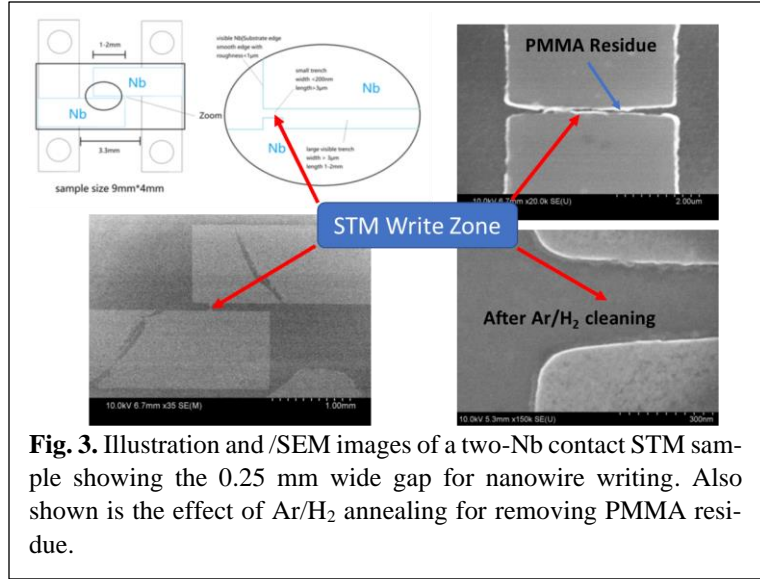 1-2mm
Nb
Nb
Zoom
3.3mm
sample size 9mm*4mm
visible Nb|Substrate edge
smooth edge with
roughness<1μm
small trench
width <200nm
length>5μm
Nb
Nb
large visible trench
width > 3μm
length 1-2mm
PMMA Residue
10.0kV 6.7mm x20.0k SE(U)
2.00um
STM Write Zone
10.0kV 6.7mm x35 SE(M)
1.00mm
After Ar/H2 cleaning
10.0kV 5.3mm x150k SE(U)
300nm
Fig. 3. Illustration and /SEM images of a two-Nb contact STM sam-
ple showing the 0.25 mm wide gap for nanowire writing. Also
shown is the effect of Ar/H2 annealing for removing PMMA resi-
due.